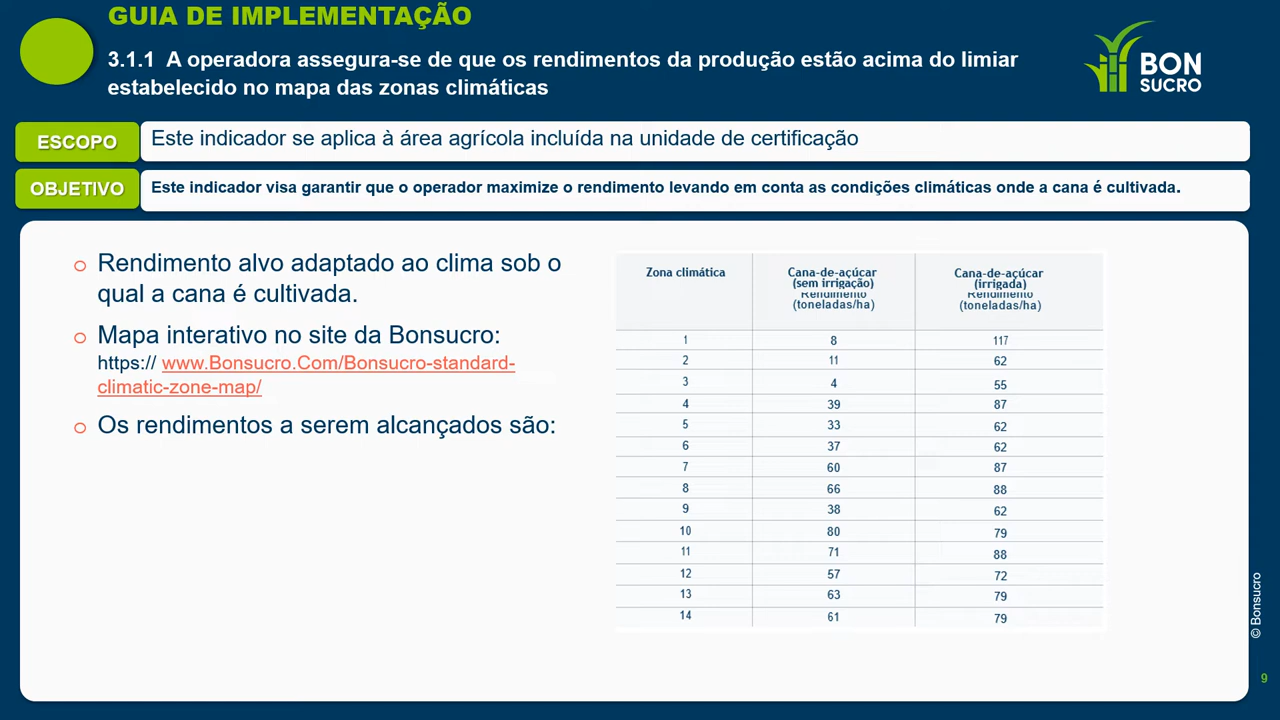 GUIA DE IMPLEMENTAÇÃO
3.1.1 A operadora assegura-se de que os rendimentos da produção estão acima do limiar
estabelecido no mapa das zonas climáticas
BON
SUCRO
ESCOPO
Este indicador se aplica à área agrícola incluída na unidade de certificação
OBJETIVO
Este indicador visa garantir que o operador maximize o rendimento levando em conta as condições climáticas onde a cana é cultivada.
o Rendimento alvo adaptado ao clima sob o
qual a cana é cultivada.
o Mapa interativo no site da Bonsucro:
https:// www.Bonsucro.Com/Bonsucro-standard-
climatic-zone-map/
o Os rendimentos a serem alcançados são:
Zona climática Cana-de-açúcar Cana-de-açúcar
(sem irrigação) (irrigada)
Rendimento Rendimento
(toneladas/ha) (toneladas/ha)
1 8 117
2 11 62
3 4 55
4 39 87
5 33 62
6 37 62
7 60 87
8 66 88
9 38 62
10 80 79
11 71 88
12 57 72
13 63 79
14 61 79
© Bonsucro
9